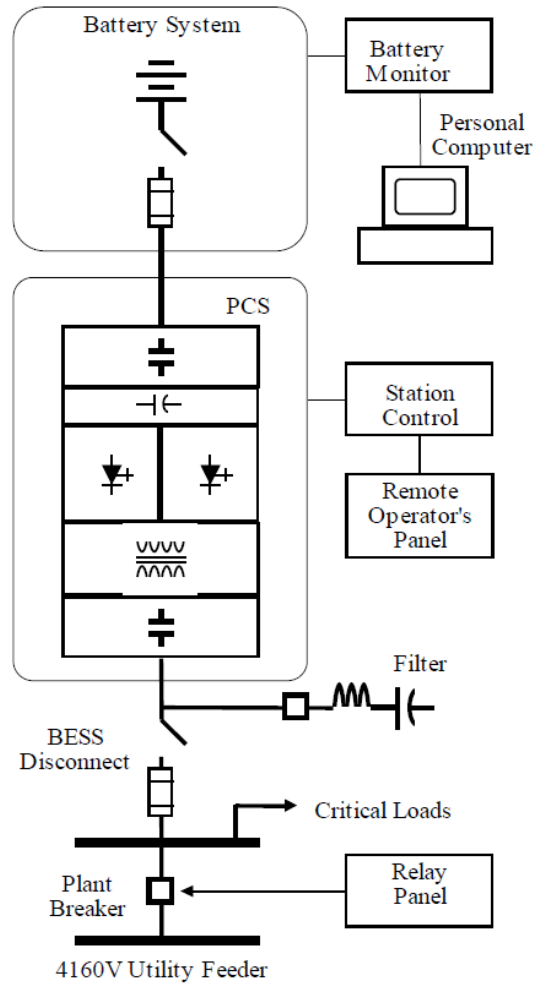 Battery System
Battery
Monitor
Personal
Computer
PCS
Station
Control
Remote
Operator's
Panel
Filter
BESS
Disconnect
Critical Loads
Plant
Breaker
Relay
Panel
4160V Utility Feeder